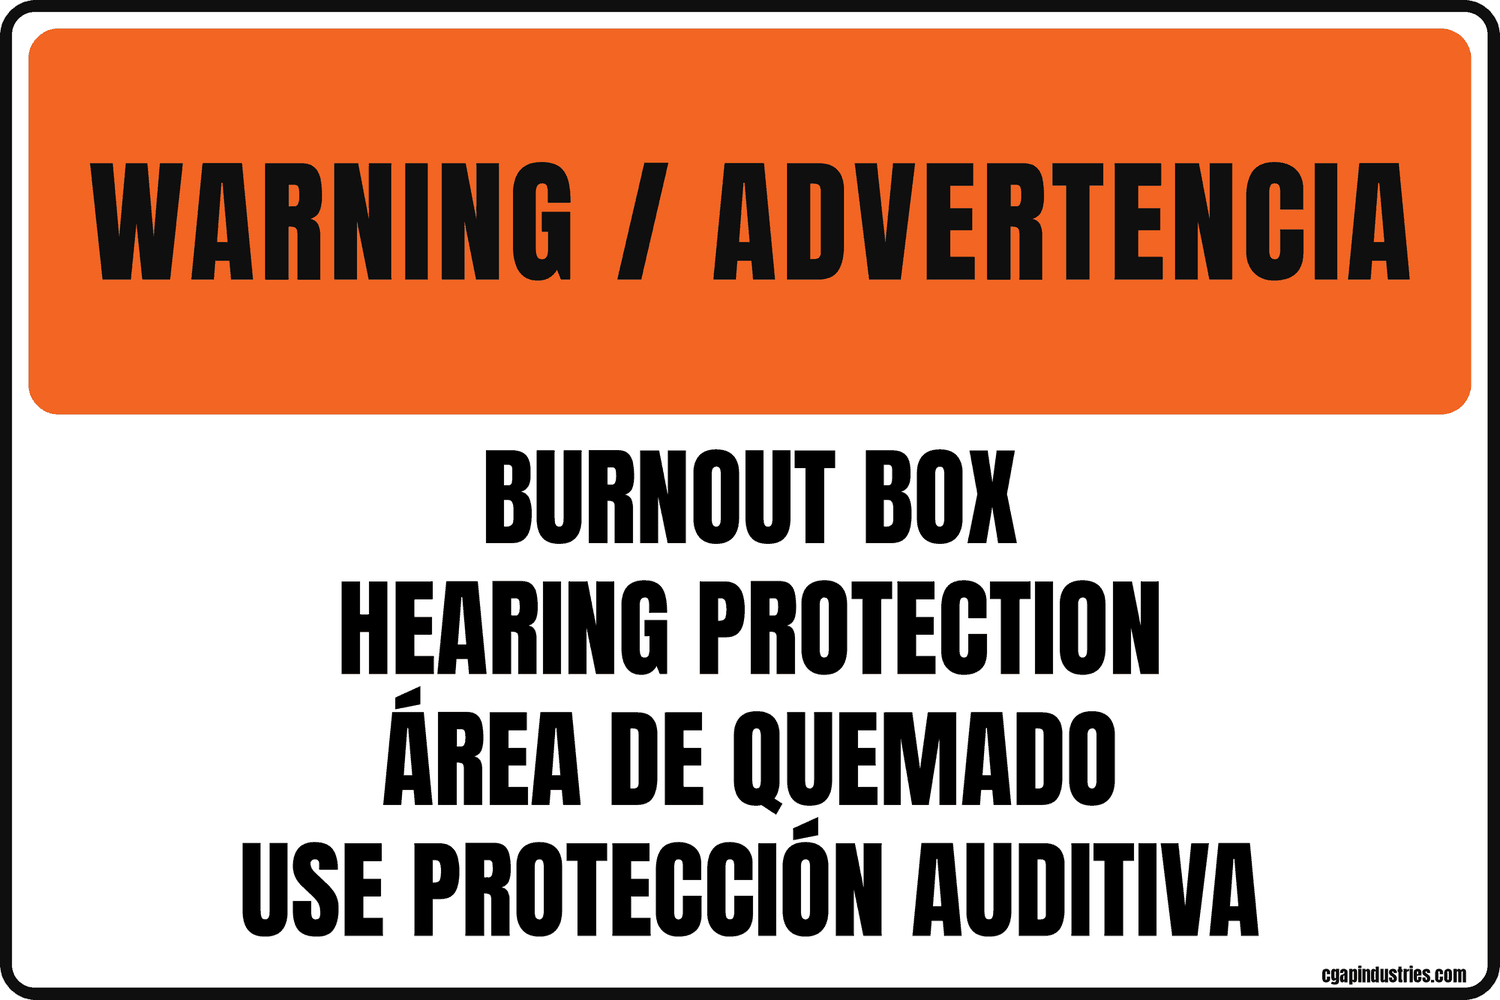 WARNING / ADVERTENCIA
BURNOUT BOX
HEARING PROTECTION
ÁREA DE QUEMADO
USE PROTECCIÓN AUDITIVA
cgapindustries.com